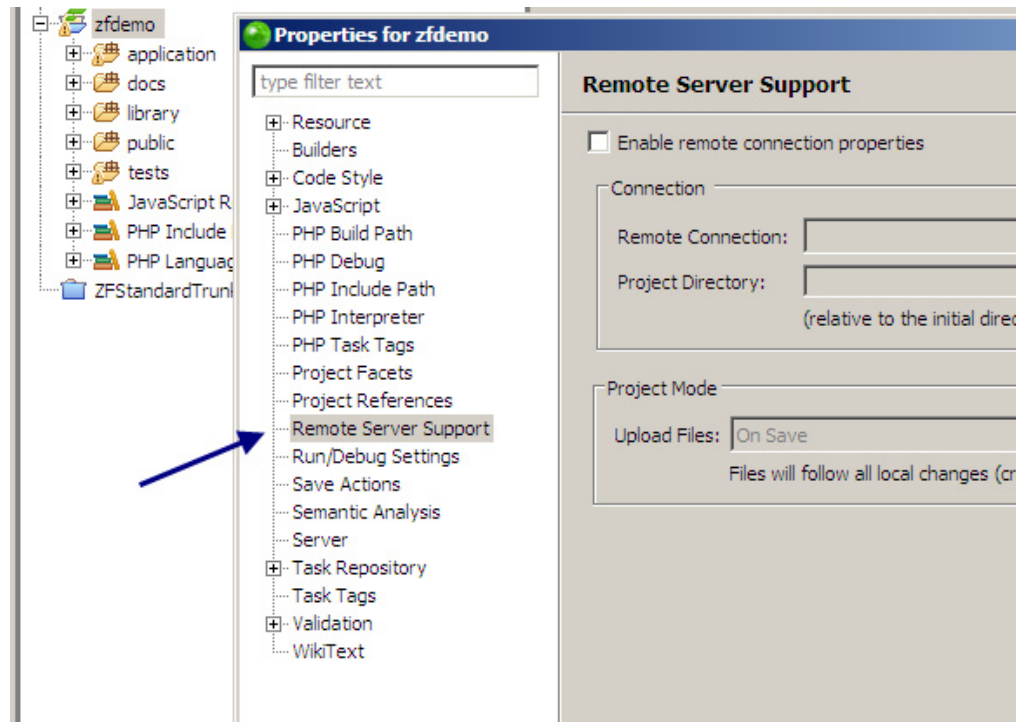 zfdemo
application
docs
library
public
tests
JavaScript R
PHP Include
PHP Languag
ZFStandardTrun
Properties for zfdemo
type filter text
Resource
Builders
Code Style
JavaScript
PHP Build Path
PHP Debug
PHP Include Path
PHP Interpreter
PHP Task Tags
Project Facets
Project References
Remote Server Support
Run/Debug Settings
Save Actions
Semantic Analysis
Server
Task Repository
Task Tags
Validation
WikiText
Remote Server Support
Enable remote connection properties
Connection
Remote Connection:
Project Directory:
(relative to the initial direc
Project Mode
Upload Files: On Save
Files will follow all local changes (cr